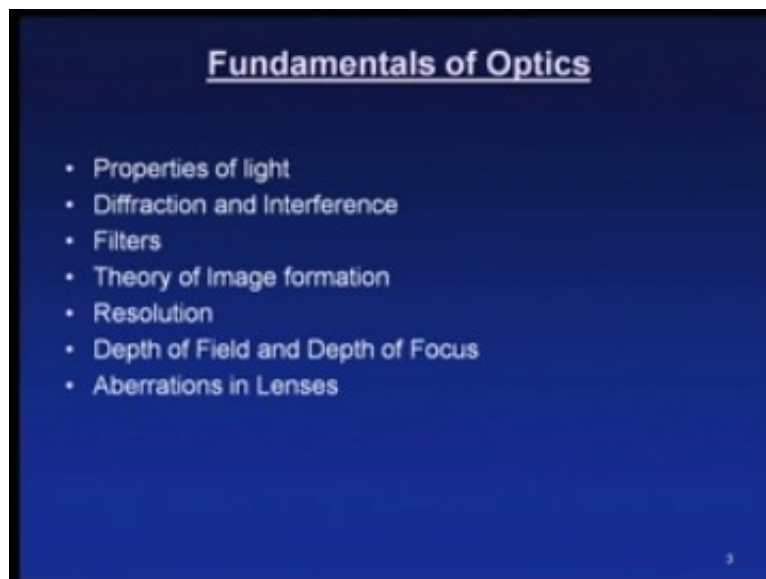 Fundamentals of Optics
• Properties of light
• Diffraction and Interference
• Filters
• Theory of Image formation
• Resolution
• Depth of Field and Depth of Focus
• Aberrations in Lenses
3